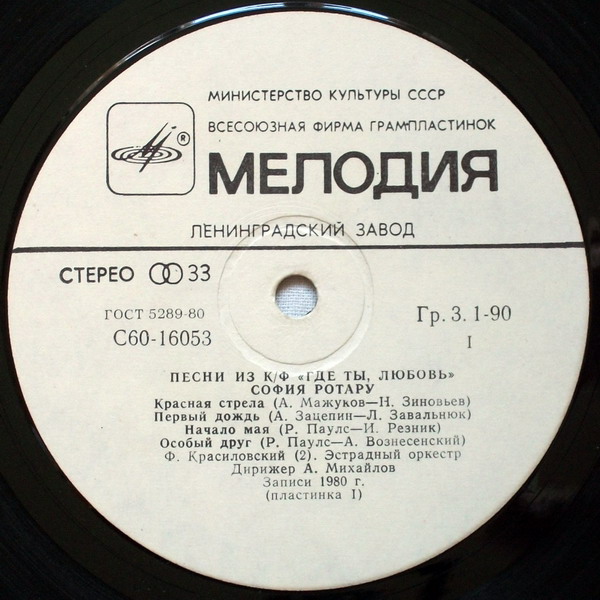 МИНИСТЕРСТВО КУЛЬТУРЫ СССР
ВСЕСОЮЗНАЯ ФИРМА ГРАМПЛАСТИНОК
®
МЕЛОДИЯ
ЛЕНИНГРАДСКИЙ ЗАВОД
СТЕРЕО 33
ГОСТ 5289-80
С60-16053
Гр. 3. 1-90
I
ПЕСНИ ИЗ К/Ф «ГДЕ ТЫ, ЛЮБОВЬ»
СОФИЯ РОТАРУ
Красная стрела (А. Мажуков—Н. Зиновьев)
Первый дождь (А. Зацепин—Л. Завальнюк)
Начало мая (Р. Паулс—И. Резник)
Особый друг (Р. Паулс—А. Вознесенский)
Ф. Красиловский (2). Эстрадный оркестр
Дирижер А. Михайлов
Записи 1980 г.
(пластинка I)